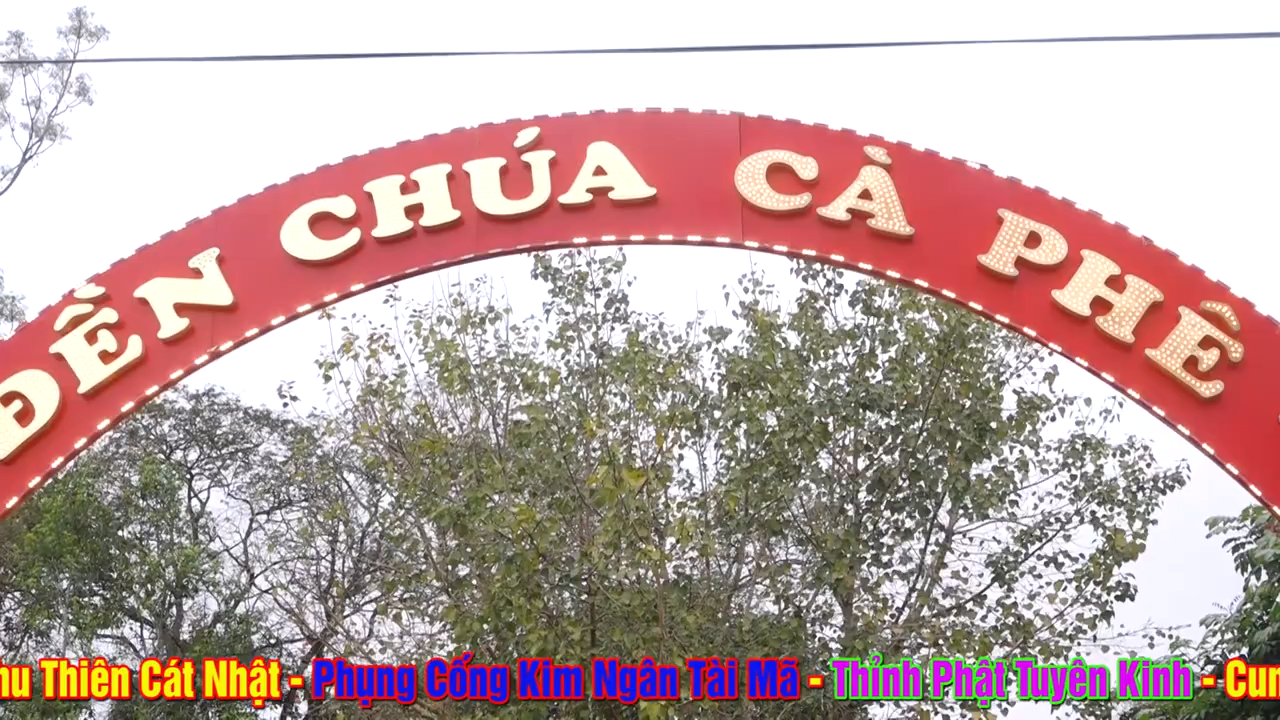 ĐỀN CHÚA CÀ PHÊ
Thiên Cát Nhật - Phụng Cống Kim Ngân Tài Mã - Thỉnh Phật Tuyên Kinh -